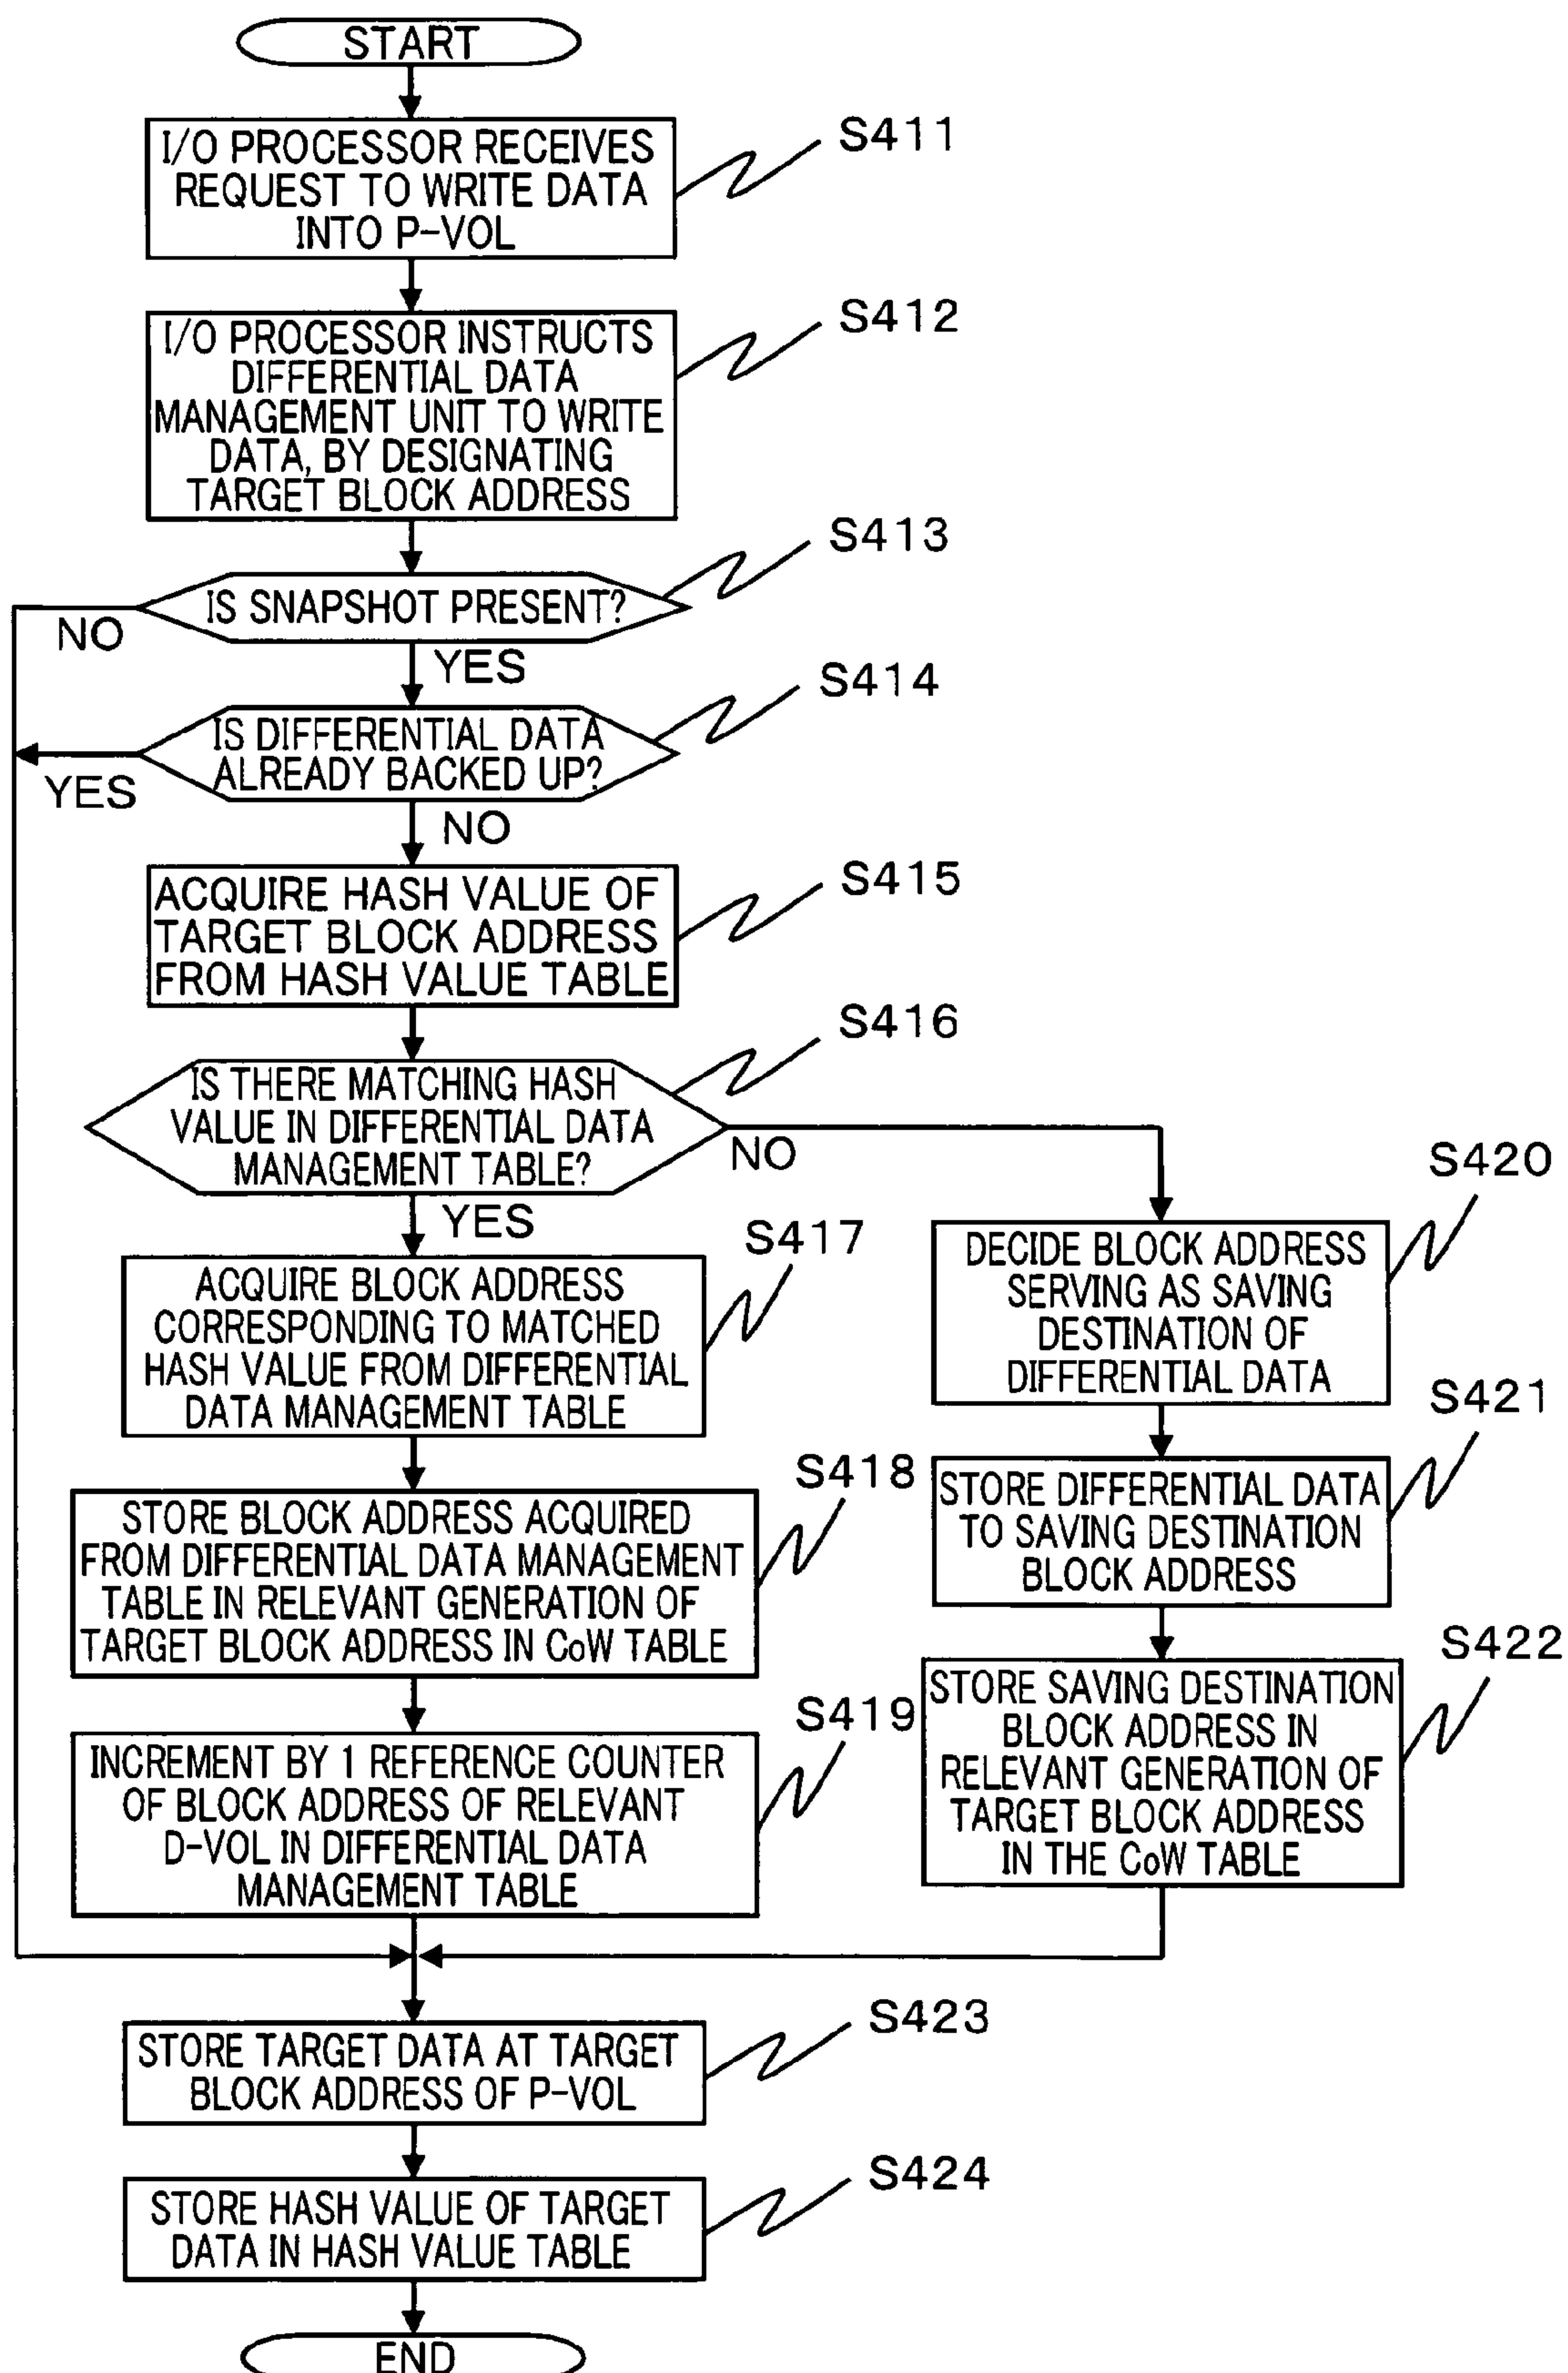 START
I/O PROCESSOR RECEIVES
REQUEST TO WRITE DATA
INTO P-VOL
S411
I/O PROCESSOR INSTRUCTS
DIFFERENTIAL DATA
MANAGEMENT UNIT TO WRITE
DATA, BY DESIGNATING
TARGET BLOCK ADDRESS
S412
IS SNAPSHOT PRESENT?
S413
NO
YES
IS DIFFERENTIAL DATA
ALREADY BACKED UP?
S414
YES
NO
ACQUIRE HASH VALUE OF
TARGET BLOCK ADDRESS
FROM HASH VALUE TABLE
S415
IS THERE MATCHING HASH
VALUE IN DIFFERENTIAL DATA
MANAGEMENT TABLE?
S416
NO
YES
ACQUIRE BLOCK ADDRESS
CORRESPONDING TO MATCHED
HASH VALUE FROM DIFFERENTIAL
DATA MANAGEMENT TABLE
S417
STORE BLOCK ADDRESS ACQUIRED
FROM DIFFERENTIAL DATA MANAGEMENT
TABLE IN RELEVANT GENERATION OF
TARGET BLOCK ADDRESS IN CoW TABLE
S418
INCREMENT BY 1 REFERENCE COUNTER
OF BLOCK ADDRESS OF RELEVANT
D-VOL IN DIFFERENTIAL DATA
MANAGEMENT TABLE
S419
DECIDE BLOCK ADDRESS
SERVING AS SAVING
DESTINATION OF
DIFFERENTIAL DATA
S420
STORE DIFFERENTIAL DATA
TO SAVING DESTINATION
BLOCK ADDRESS
S421
STORE SAVING DESTINATION
BLOCK ADDRESS IN
RELEVANT GENERATION OF
TARGET BLOCK ADDRESS
IN THE CoW TABLE
S422
STORE TARGET DATA AT TARGET
BLOCK ADDRESS OF P-VOL
S423
STORE HASH VALUE OF TARGET
DATA IN HASH VALUE TABLE
S424
END